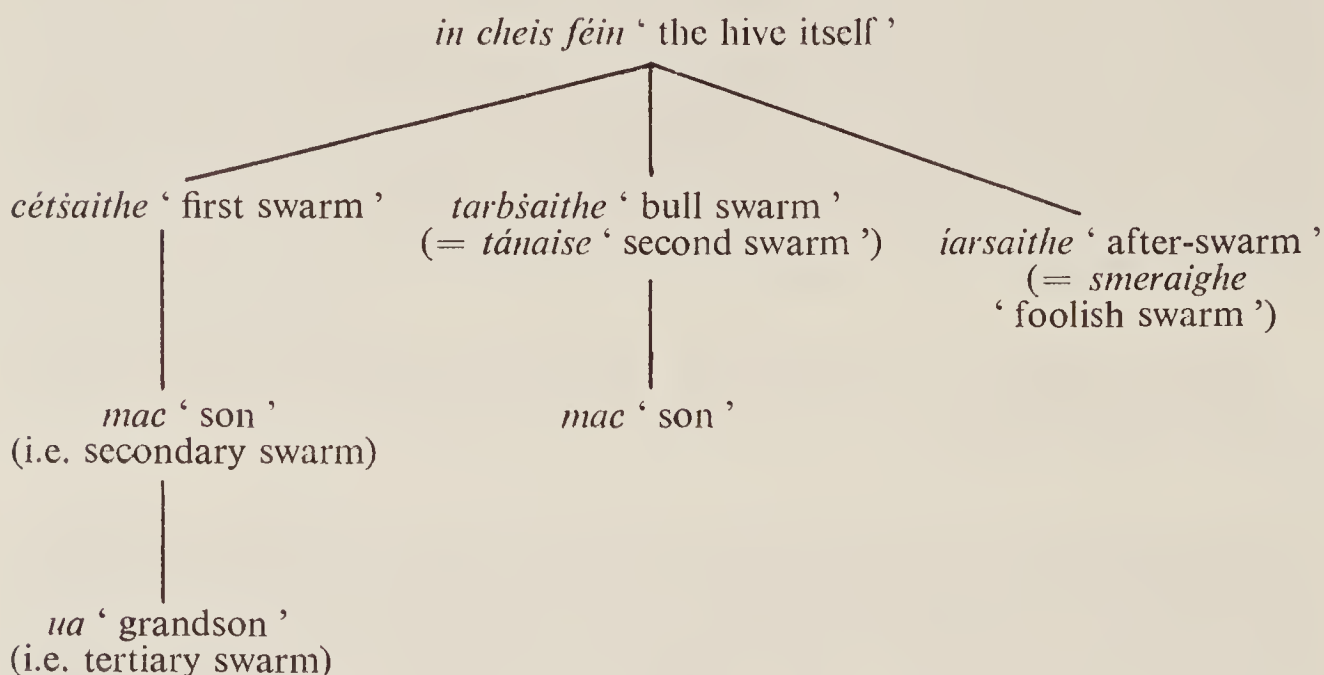 in cheis féin ‘ the hive itself ’
cétṡaithe ‘ first swarm ’
tarbṡaithe ‘ bull swarm ’
(= tánaise ‘ second swarm ’)
íarsaithe ‘ after-swarm ’
(= smeraighe
‘ foolish swarm ’)
mac ‘ son ’
(i.e. secondary swarm)
mac ‘ son ’
ua ‘ grandson ’
(i.e. tertiary swarm)